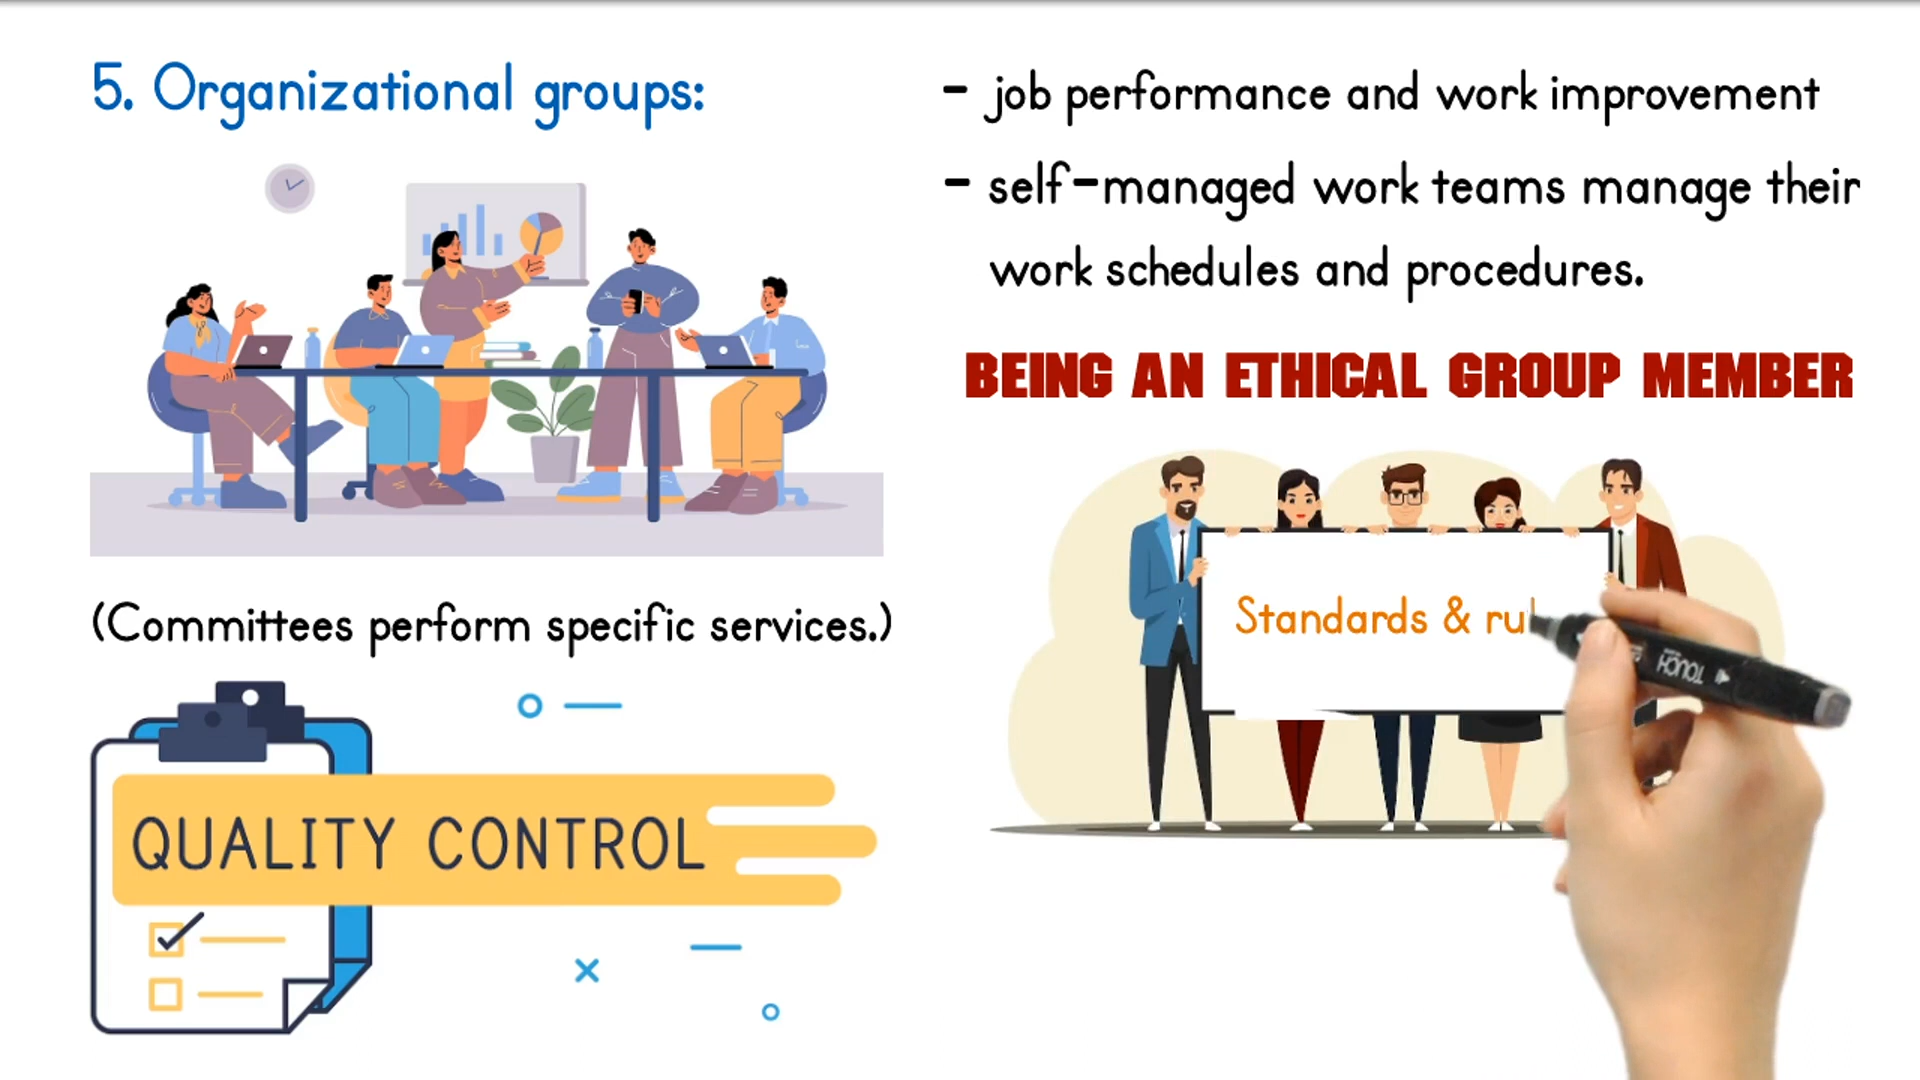 5. Organizational groups:
(Committees perform specific services.)
QUALITY CONTROL
- job performance and work improvement
- self-managed work teams manage their
work schedules and procedures.
BEING AN ETHICAL GROUP MEMBER
Standards & rul
TOUCH